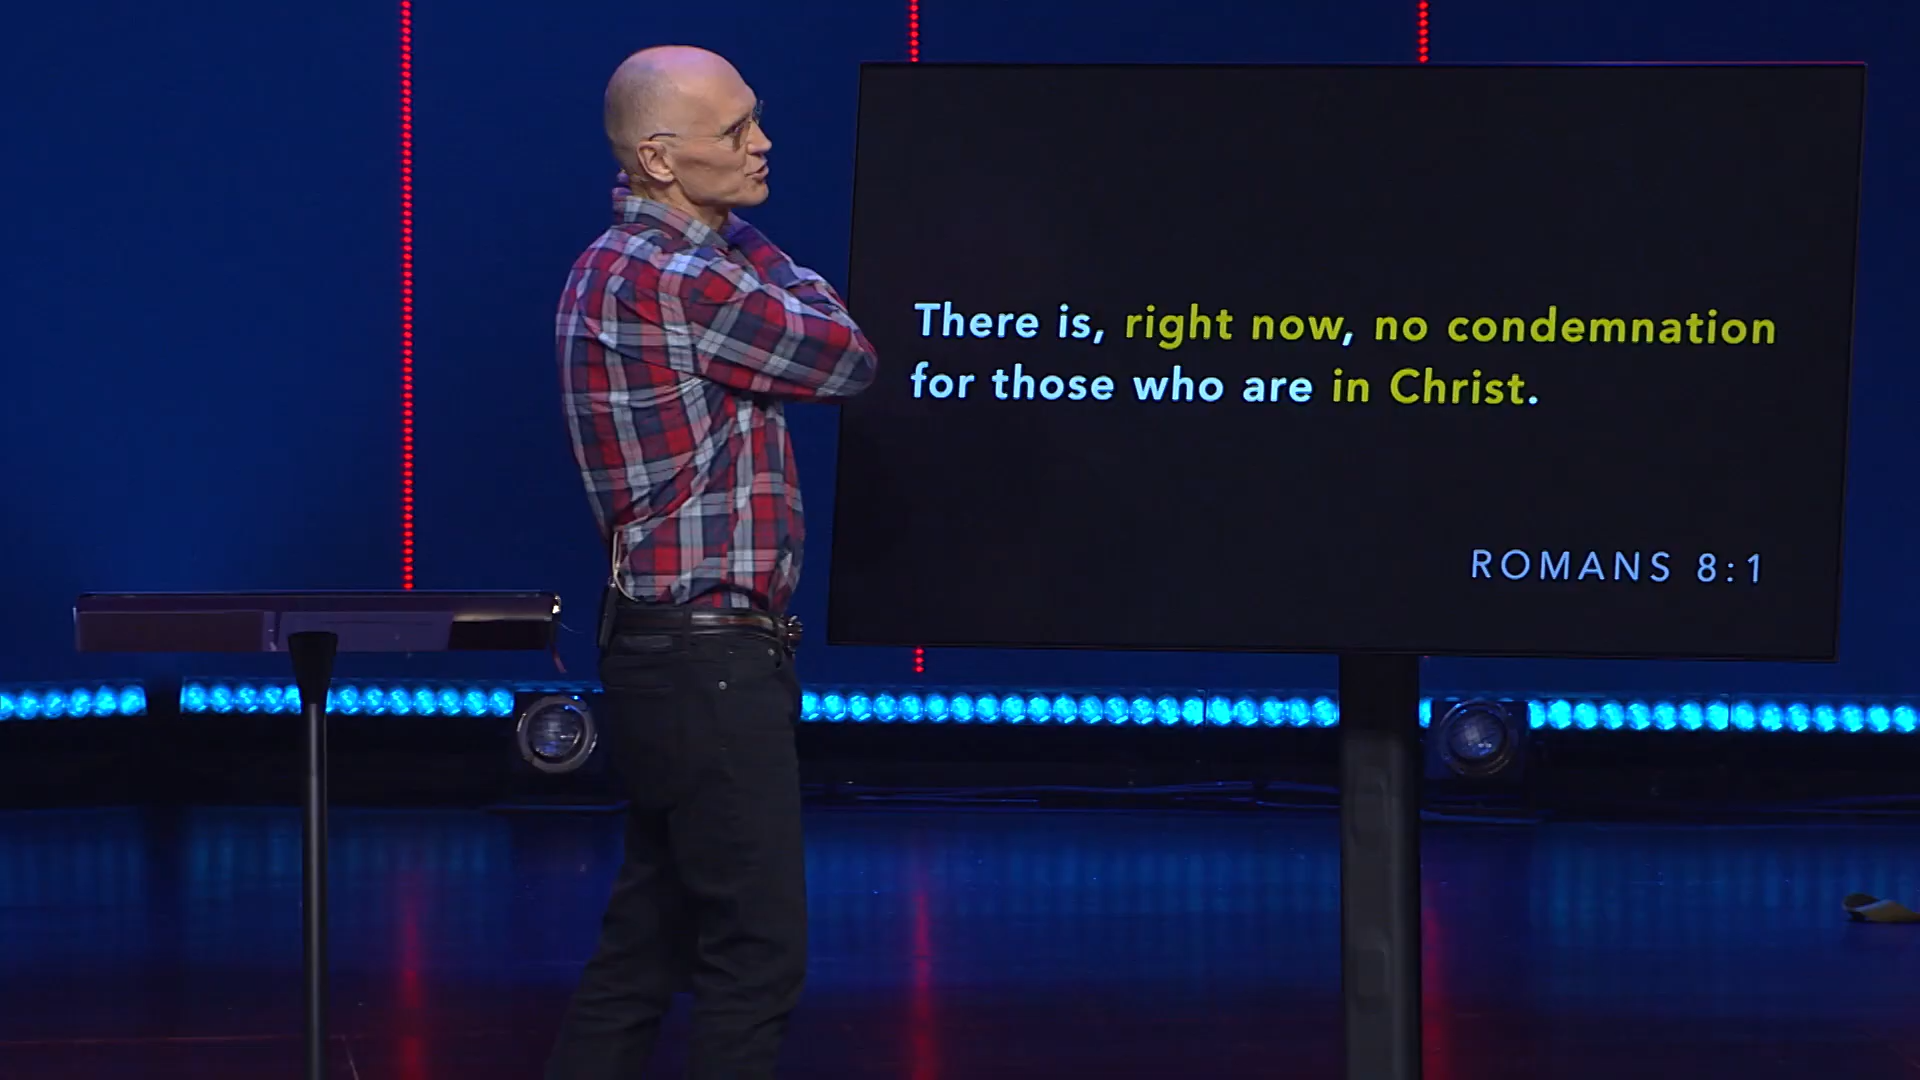 There is, right now, no condemnation
for those who are in Christ.
ROMANS 8:1